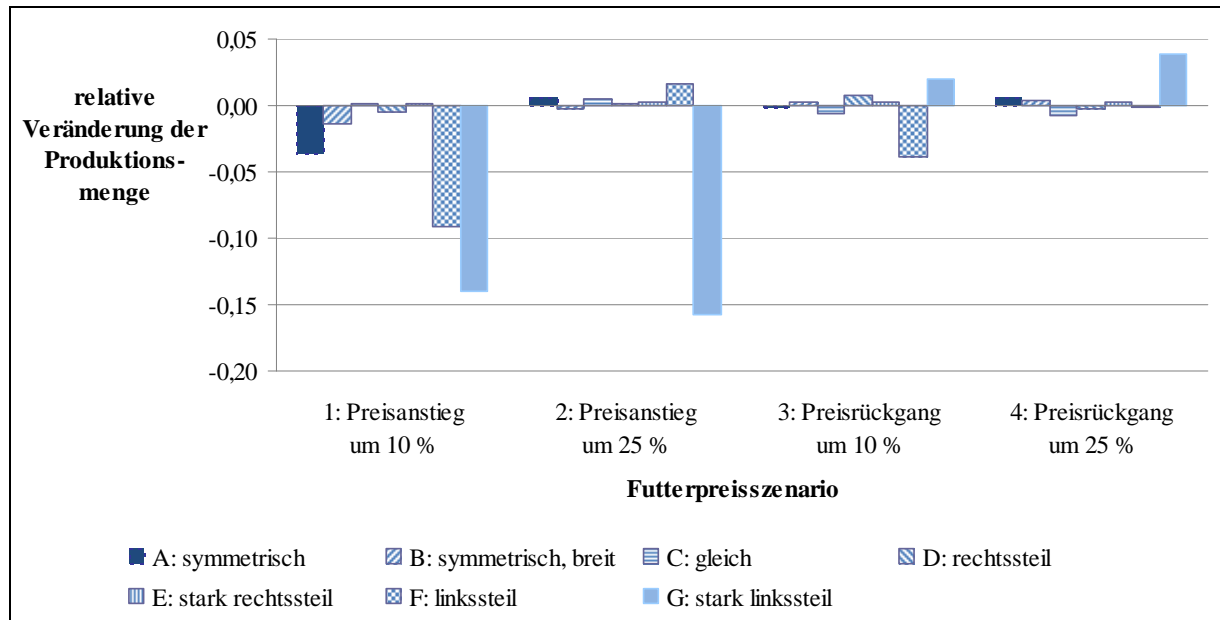 relative
Veränderung der
Produktions-
menge
0,05
0,00
-0,05
-0,10
-0,15
-0,20
1: Preisanstieg
um 10 %
2: Preisanstieg
um 25 %
3: Preisrückgang
um 10 %
4: Preisrückgang
um 25 %
Futterpreisszenario
A: symmetrisch
B: symmetrisch, breit
C: gleich
D: rechtssteil
E: stark rechtssteil
F: linkssteil
G: stark linkssteil